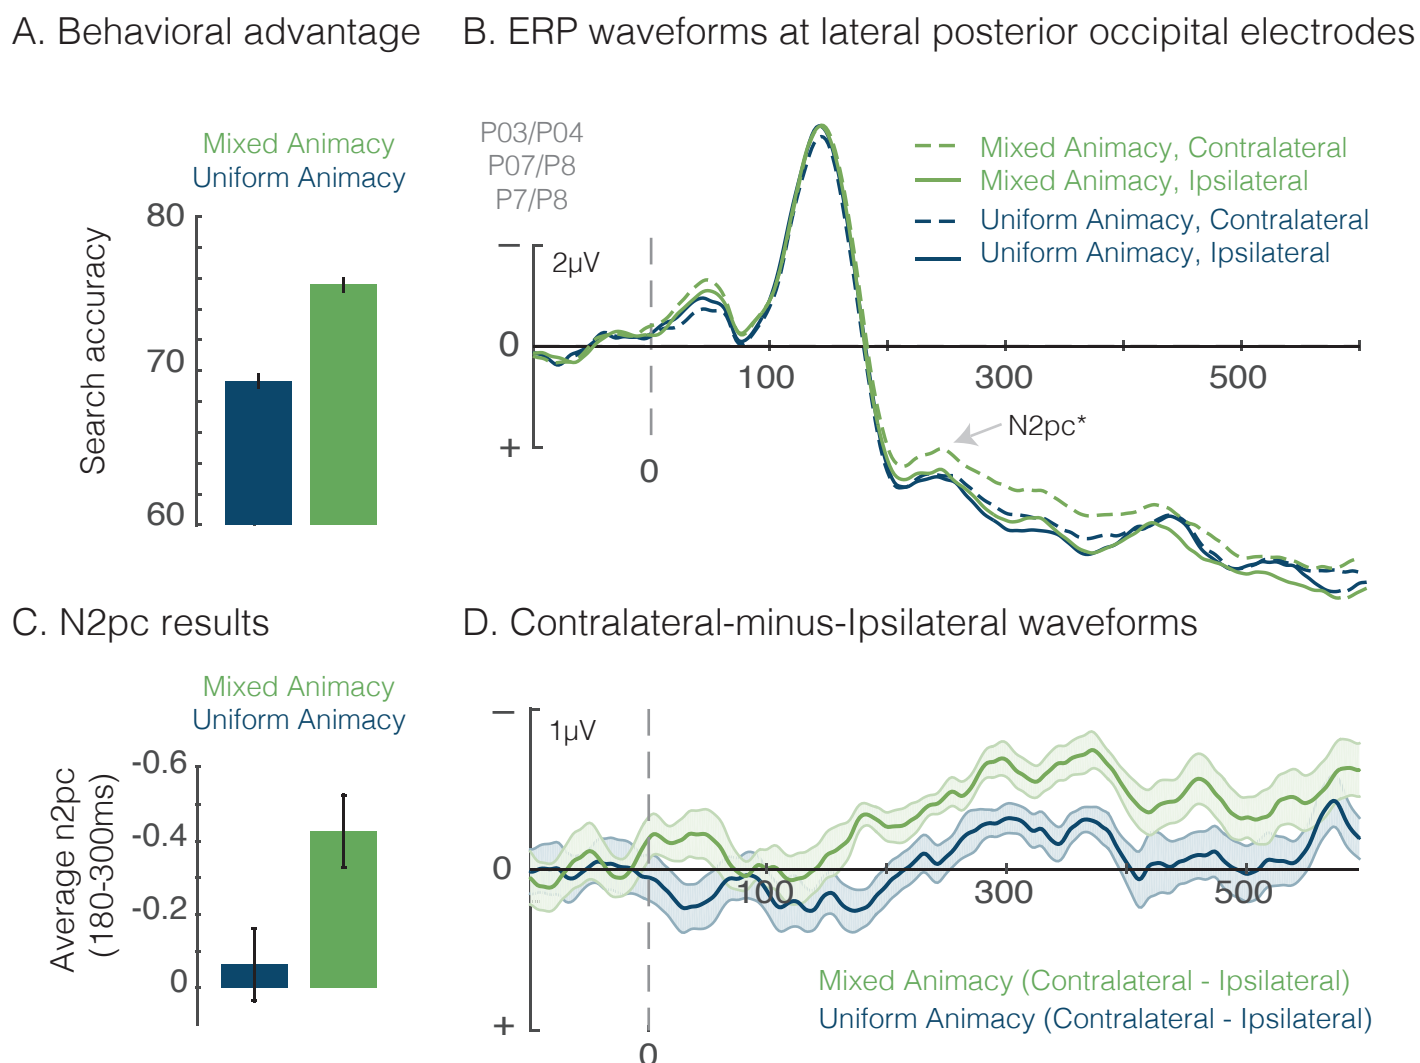 A. Behavioral advantage
Mixed Animacy
Uniform Animacy
Search accuracy
80
70
60
B. ERP waveforms at lateral posterior occipital electrodes
P03/P04
P07/P8
P7/P8
Mixed Animacy, Contralateral
Mixed Animacy, Ipsilateral
Uniform Animacy, Contralateral
Uniform Animacy, Ipsilateral
−
2µV
0
+
0
100
300
500
N2pc*
C. N2pc results
Mixed Animacy
Uniform Animacy
Average n2pc
(180-300ms)
-0.6
-0.4
-0.2
0
D. Contralateral-minus-Ipsilateral waveforms
−
1µV
0
+
0
100
300
500
Mixed Animacy (Contralateral - Ipsilateral)
Uniform Animacy (Contralateral - Ipsilateral)